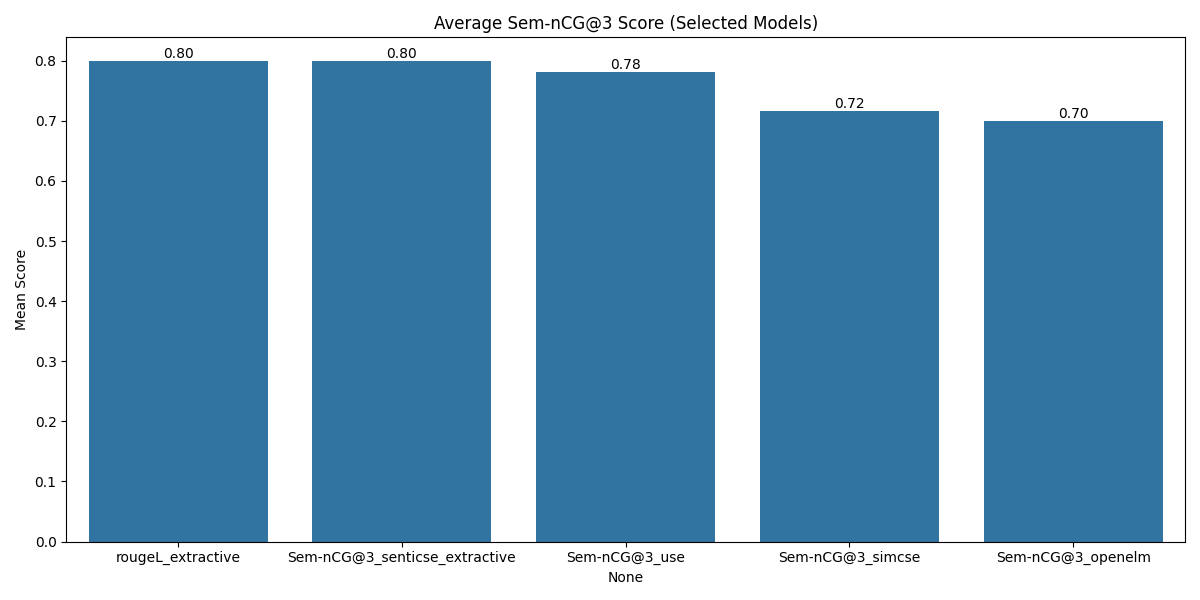 Average Sem-nCG@3 Score (Selected Models)
Mean Score
0.8
0.7
0.6
0.5
0.4
0.3
0.2
0.1
0.0
0.80
0.80
0.78
0.72
0.70
rougeL_extractive
Sem-nCG@3_senticse_extractive
Sem-nCG@3_use
Sem-nCG@3_simcse
Sem-nCG@3_openelm
None